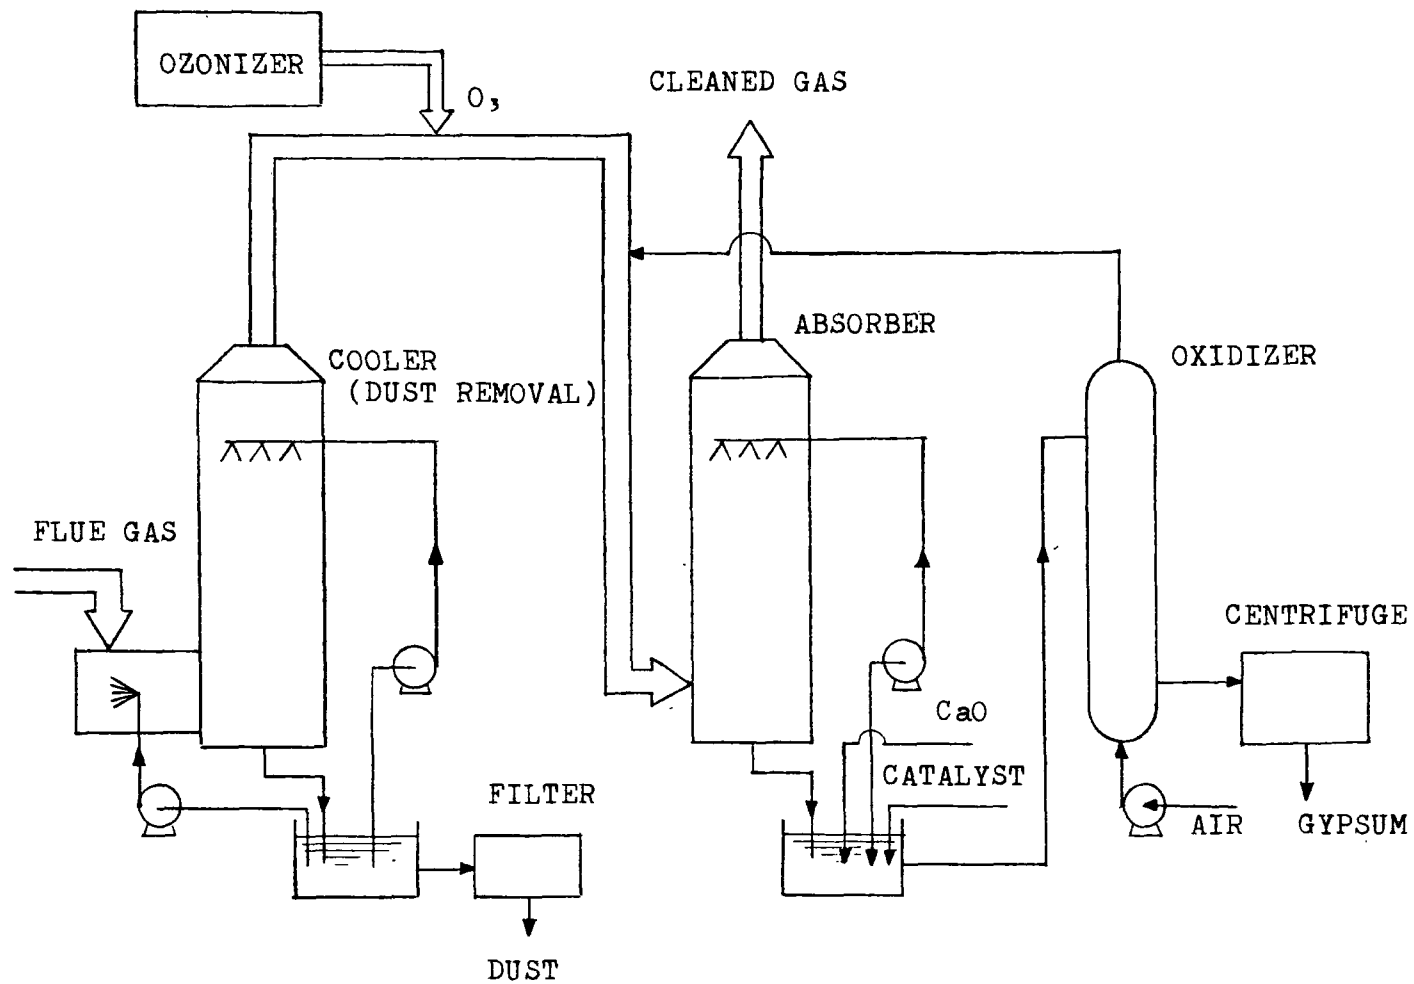 OZONIZER
O₃
CLEANED GAS
ABSORBER
OXIDIZER
COOLER
(DUST REMOVAL)
FLUE GAS
CENTRIFUGE
CaO
CATALYST
FILTER
AIR
GYPSUM
DUST